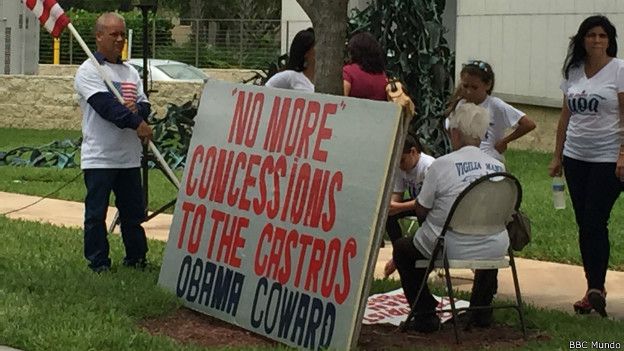 "NO MORE"
CONCESSIONS
TO THE CASTROS
OBAMA COWARD
VIGILIA
BBC Mundo